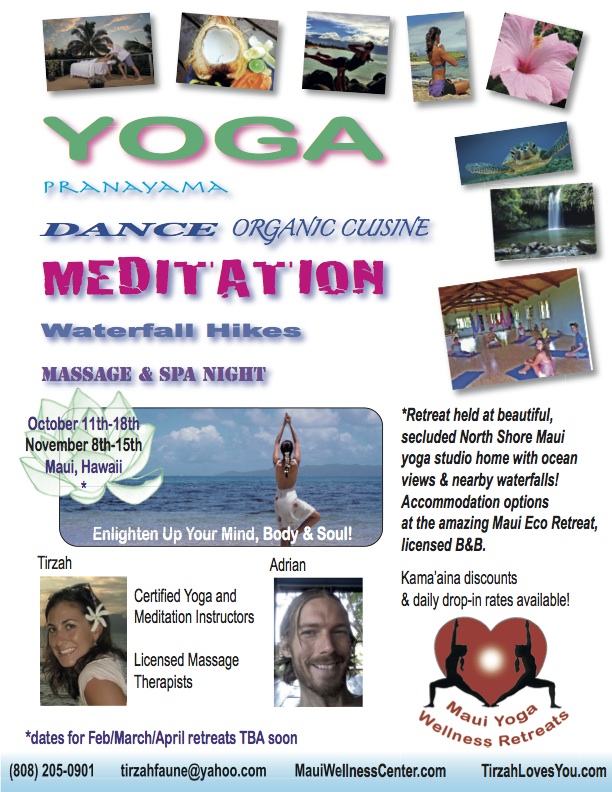 YOGA
PRANAYAMA
DANCE ORGANIC CUISINE
MEDITATION
Waterfall Hikes
MASSAGE & SPA NIGHT
October 11th-18th
November 8th-15th
Maui, Hawaii
*
Enlighten Up Your Mind, Body & Soul!
*Retreat held at beautiful,
secluded North Shore Maui
yoga studio home with ocean
views & nearby waterfalls!
Accommodation options
at the amazing Maui Eco Retreat,
licensed B&B.
Kama'aina discounts
& daily drop-in rates available!
Tirzah
Certified Yoga and
Meditation Instructors
Licensed Massage
Therapists
Adrian
Maui Yoga
Wellness Retreats
*dates for Feb/March/April retreats TBA soon
(808) 205-0901 tirzahfaune@yahoo.com MauiWellnessCenter.com TirzahLovesYou.com